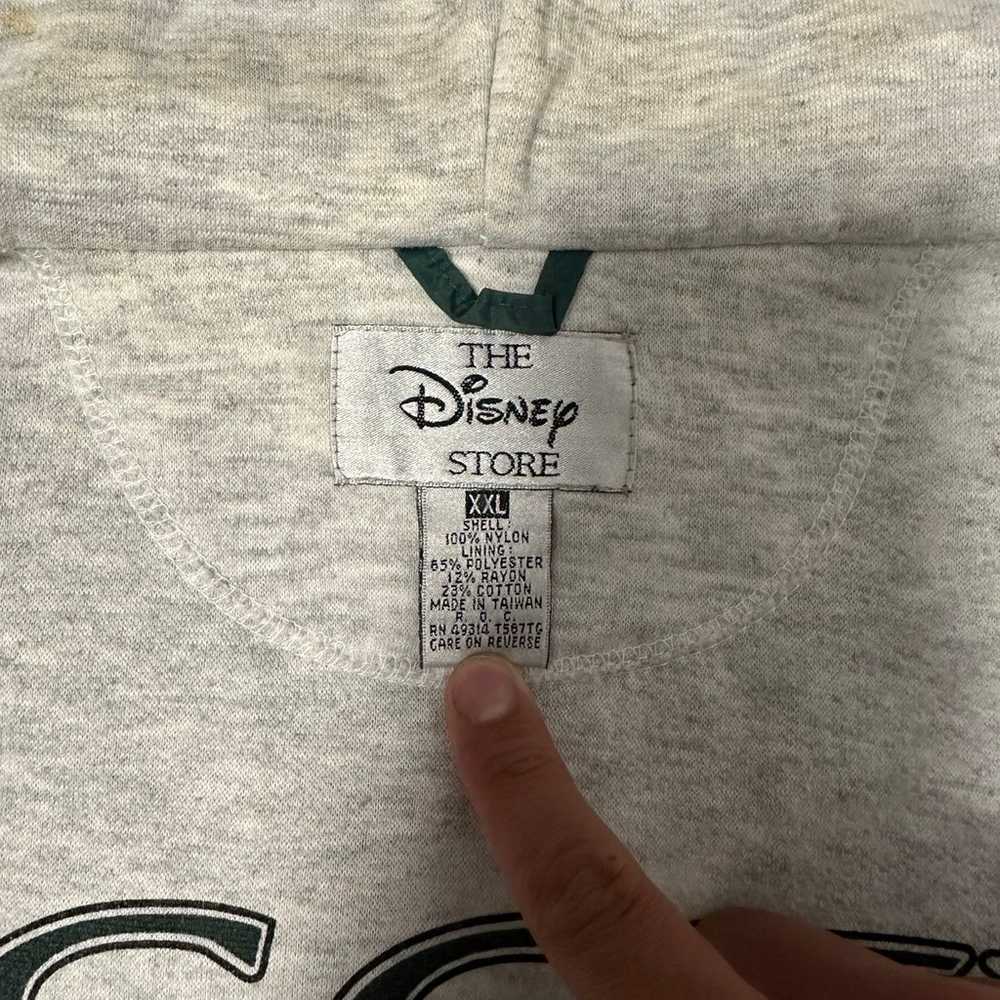 THE
Disney
STORE
XXL
SHELL:
100% NYLON
LINING:
65% POLYESTER
12% RAYON
23% COTTON
MADE IN TAIWAN
R. O. C.
RN 49314 T567TG
CARE ON REVERSE